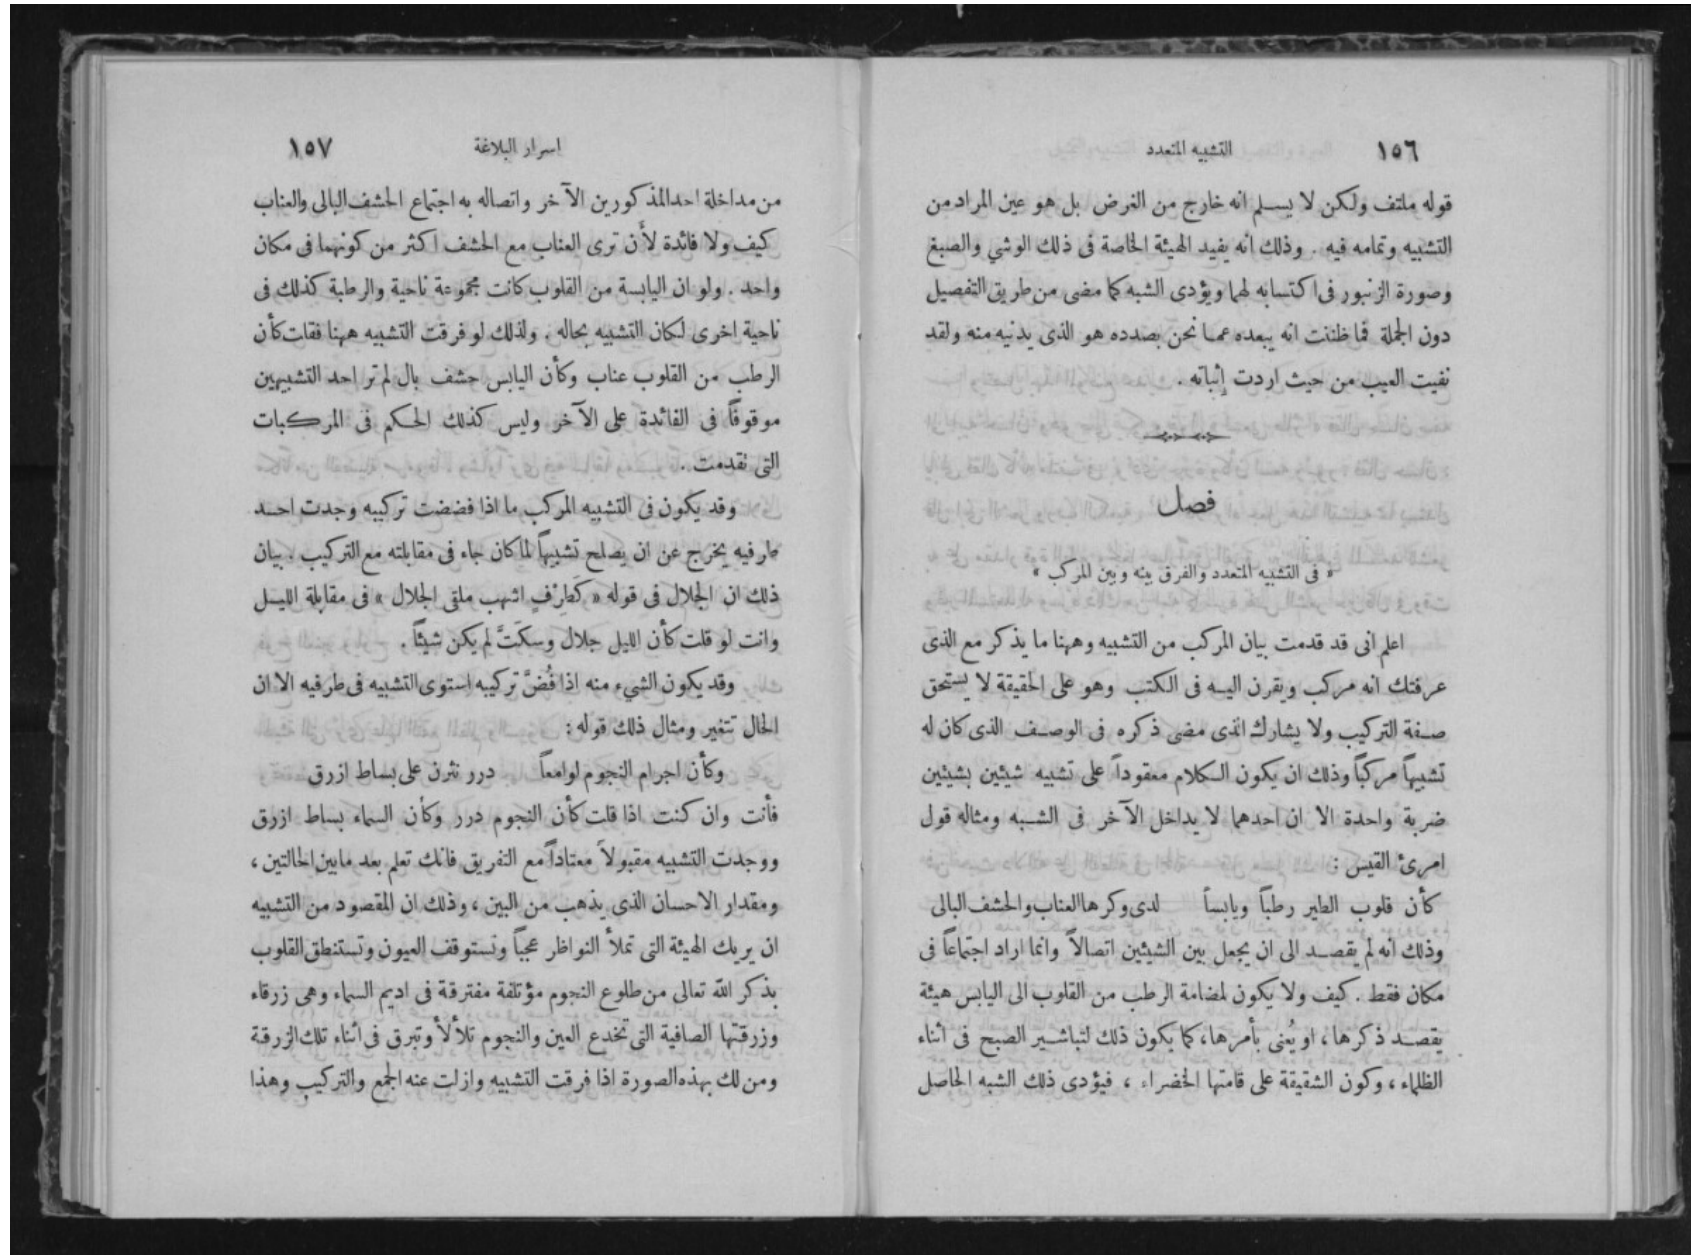 ١٥٦ التشبيه المتعدد
قوله ملتف ولكن لا يسلم انه خارج من الغرض بل هو عين المراد من
التشبيه وتمامه فيه . وذلك انه يفيد الهيئة الخاصة فى ذلك الوشي والصبغ
وصورة الزنبور فى اكتسابه لهما ويؤدى الشبه كما مضى من طريق التفصيل
دون الجملة فما ظننت انه يبعده عما نحن بصدده هو الذى يدنيه منه ولقد
نفيت العيب من حيث اردت إثباته .
فصل
« فى التشبيه المتعدد والفرق بينه وبين المركب »
اعلم انى قد قدمت بيان المركب من التشبيه وههنا ما يذكر مع الذى
عرفتك انه مركب ويقرن اليه فى الكتب وهو على الحقيقة لا يستحق
صفة التركيب ولا يشارك الذى مضى ذكره فى الوصف الذى كان له
تشبيهاً مركباً وذلك ان يكون الكلام معقوداً على تشبيه شيئين بشيئين
ضربة واحدة الا ان احدهما لا يداخل الآخر فى الشبه ومثاله قول
امرئ القيس :
كأن قلوب الطير رطباً ويابساً لدى وكرها العناب والحشف البالى
وذلك انه لم يقصد الى ان يجعل بين الشيئين اتصالاً وانما اراد اجتماعاً فى
مكان فقط . كيف ولا يكون لمضامة الرطب من القلوب الى اليابس هيئة
يقصد ذكرها ، او يُعنى بأمرها، كما يكون ذلك لتباشير الصبح فى اثناء
الظلماء ، وكون الشقيقة على قامتها الخضراء ، فيؤدى ذلك الشبه الحاصل
اسرار البلاغة ١٥٧
من مداخلة احد المذكورين الآخر واتصاله به اجتماع الحشف البالى والعناب
كيف ولا فائدة لأَن ترى العناب مع الحشف اكثر من كونهما فى مكان
واحد . ولو ان اليابسة من القلوب كانت مجموعة ناحية والرطبة كذلك فى
ناحية اخرى لكان التشبيه بحاله . ولذلك لو فرقت التشبيه ههنا فقلت كأن
الرطب من القلوب عناب وكأن اليابس حشف بال لم تر احد التشبيهين
موقوفاً فى الفائدة على الآخر وليس كذلك الحكم فى المركبات
التى تقدمت .
وقد يكون فى التشبيه المركب ما اذا فضضت تركيبه وجدت احد
طرفيه يخرج عن ان يصلح تشبيهاً لما كان جاء فى مقابلته مع التركيب . بيان
ذلك ان الجلال فى قوله « كَطِرْفٍ اشهب ملقى الجلال » فى مقابلة الليل
وانت لو قلت كأن الليل جلال وسكَتَّ لم يكن شيئاً .
وقد يكون الشيء منه اذا فُضَّ تركيبه استوى التشبيه فى طرفيه الا ان
الحال تتغير ومثال ذلك قوله :
وكأن اجرام النجوم لوامعاً درر نثرن على بساط ازرق
فأنت وان كنت اذا قلت كأن النجوم درر وكأن السماء بساط ازرق
ووجدت التشبيه مقبولاً معتاداً مع التفريق فانك تعلم بعد ما بين الحالتين ،
ومقدار الاحسان الذى يذهب من البين ، وذلك ان المقصود من التشبيه
ان يريك الهيئة التى تملأ النواظر عجباً وتستوقف العيون وتستنطق القلوب
بذكر الله تعالى من طلوع النجوم مؤتلفة مفترقة فى اديم السماء وهى زرقاء
وزرقتها الصافية التى تخدع العين والنجوم تلألأ وتبرق فى اثناء تلك الزرقة
ومن لك بهذه الصورة اذا فرقت التشبيه وازلت عنه الجمع والتركيب وهذا